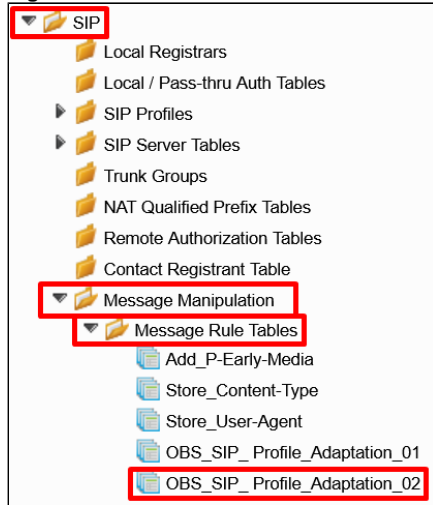 SIP
Local Registrars
Local / Pass-thru Auth Tables
SIP Profiles
SIP Server Tables
Trunk Groups
NAT Qualified Prefix Tables
Remote Authorization Tables
Contact Registrant Table
Message Manipulation
Message Rule Tables
Add_P-Early-Media
Store_Content-Type
Store_User-Agent
OBS_SIP_ Profile_Adaptation_01
OBS_SIP_ Profile_Adaptation_02